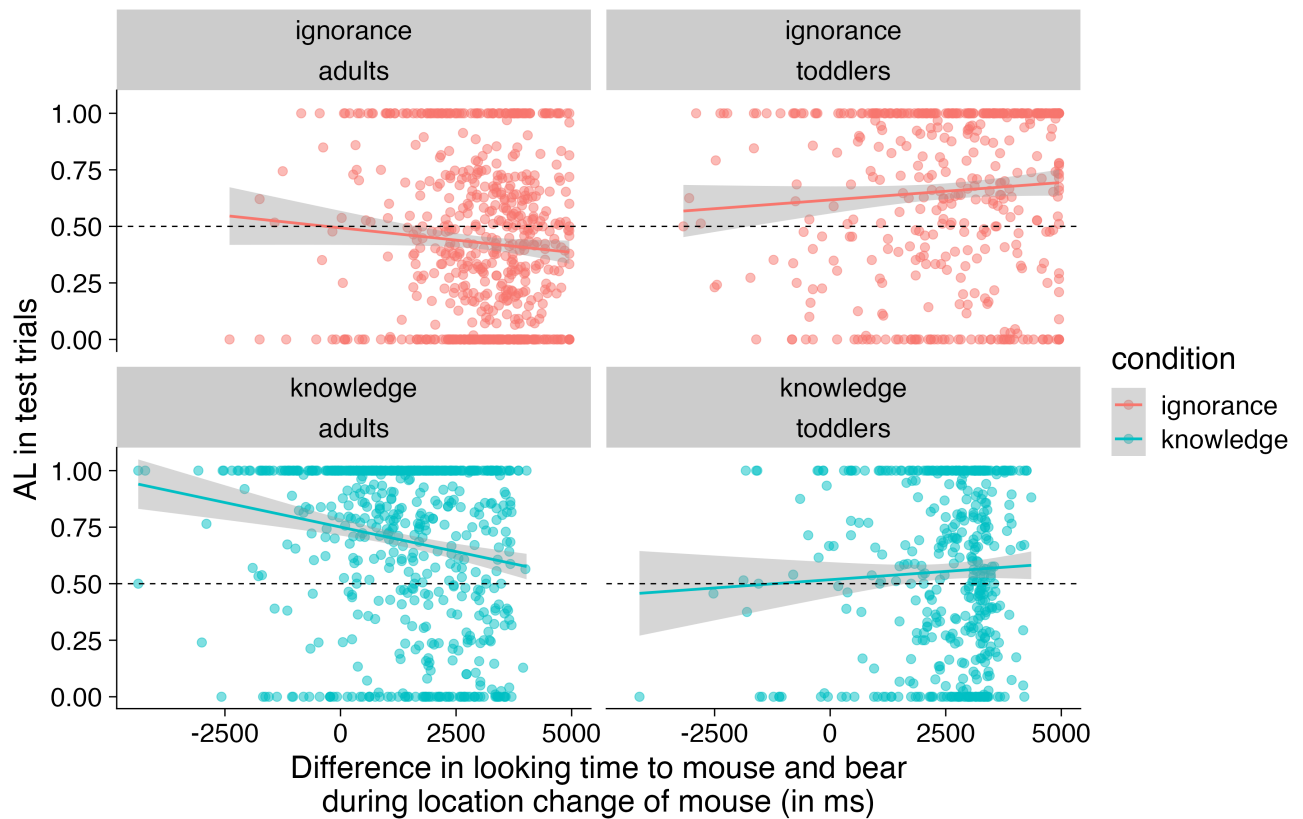 ignorance
adults
ignorance
toddlers
1.00
0.75
0.50
0.25
0.00
knowledge
adults
knowledge
toddlers
1.00
0.75
0.50
0.25
0.00
-2500 0 2500 5000
-2500 0 2500 5000
AL in test trials
Difference in looking time to mouse and bear
during location change of mouse (in ms)
condition
ignorance
knowledge